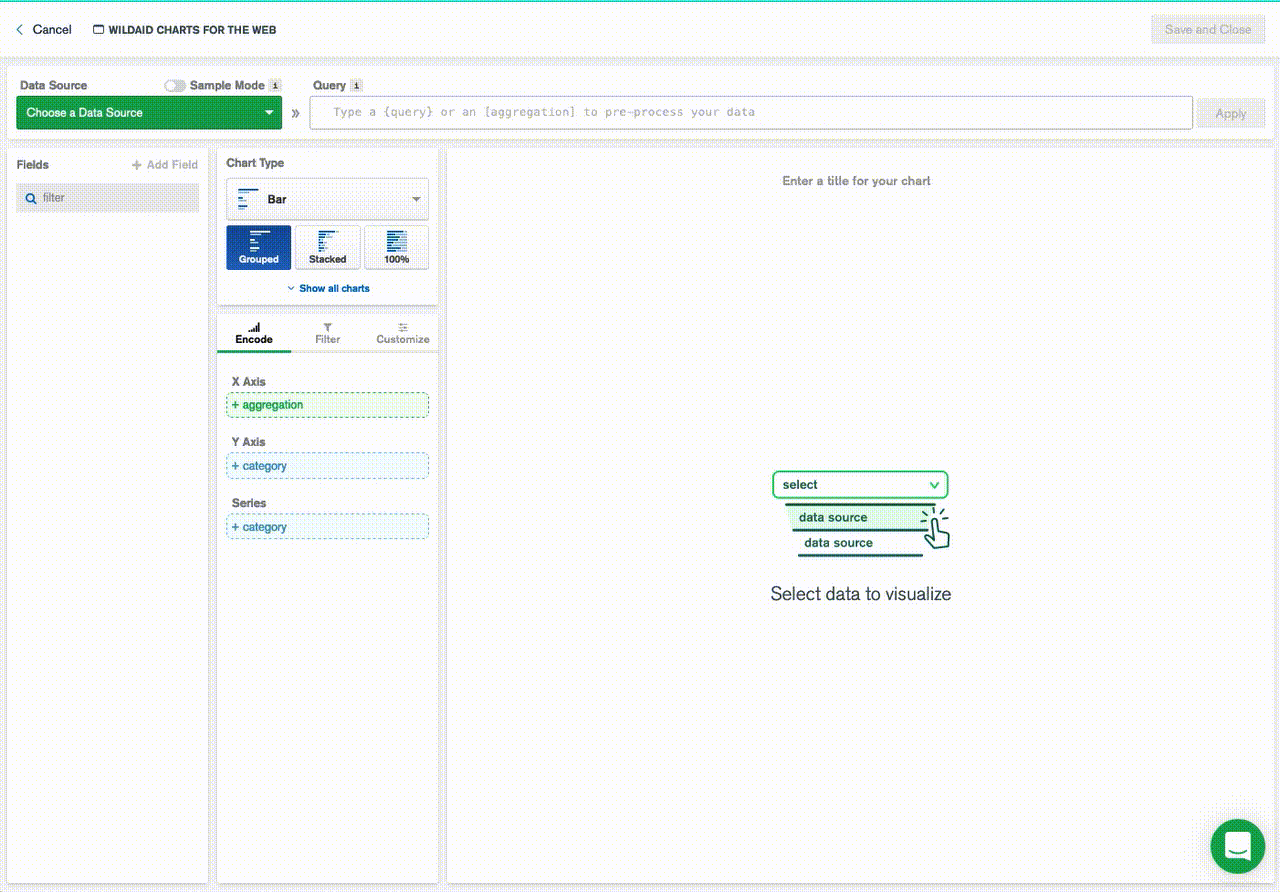 Cancel
WILDAID CHARTS FOR THE WEB
Save and Close
Data Source
Sample Mode i
Query i
Choose a Data Source
»
Type a {query} or an [aggregation] to pre-process your data
Apply
Fields
+ Add Field
filter
Chart Type
Bar
Grouped
Stacked
100%
Show all charts
Encode
Filter
Customize
X Axis
+ aggregation
Y Axis
+ category
Series
+ category
Enter a title for your chart
select
data source
data source
Select data to visualize